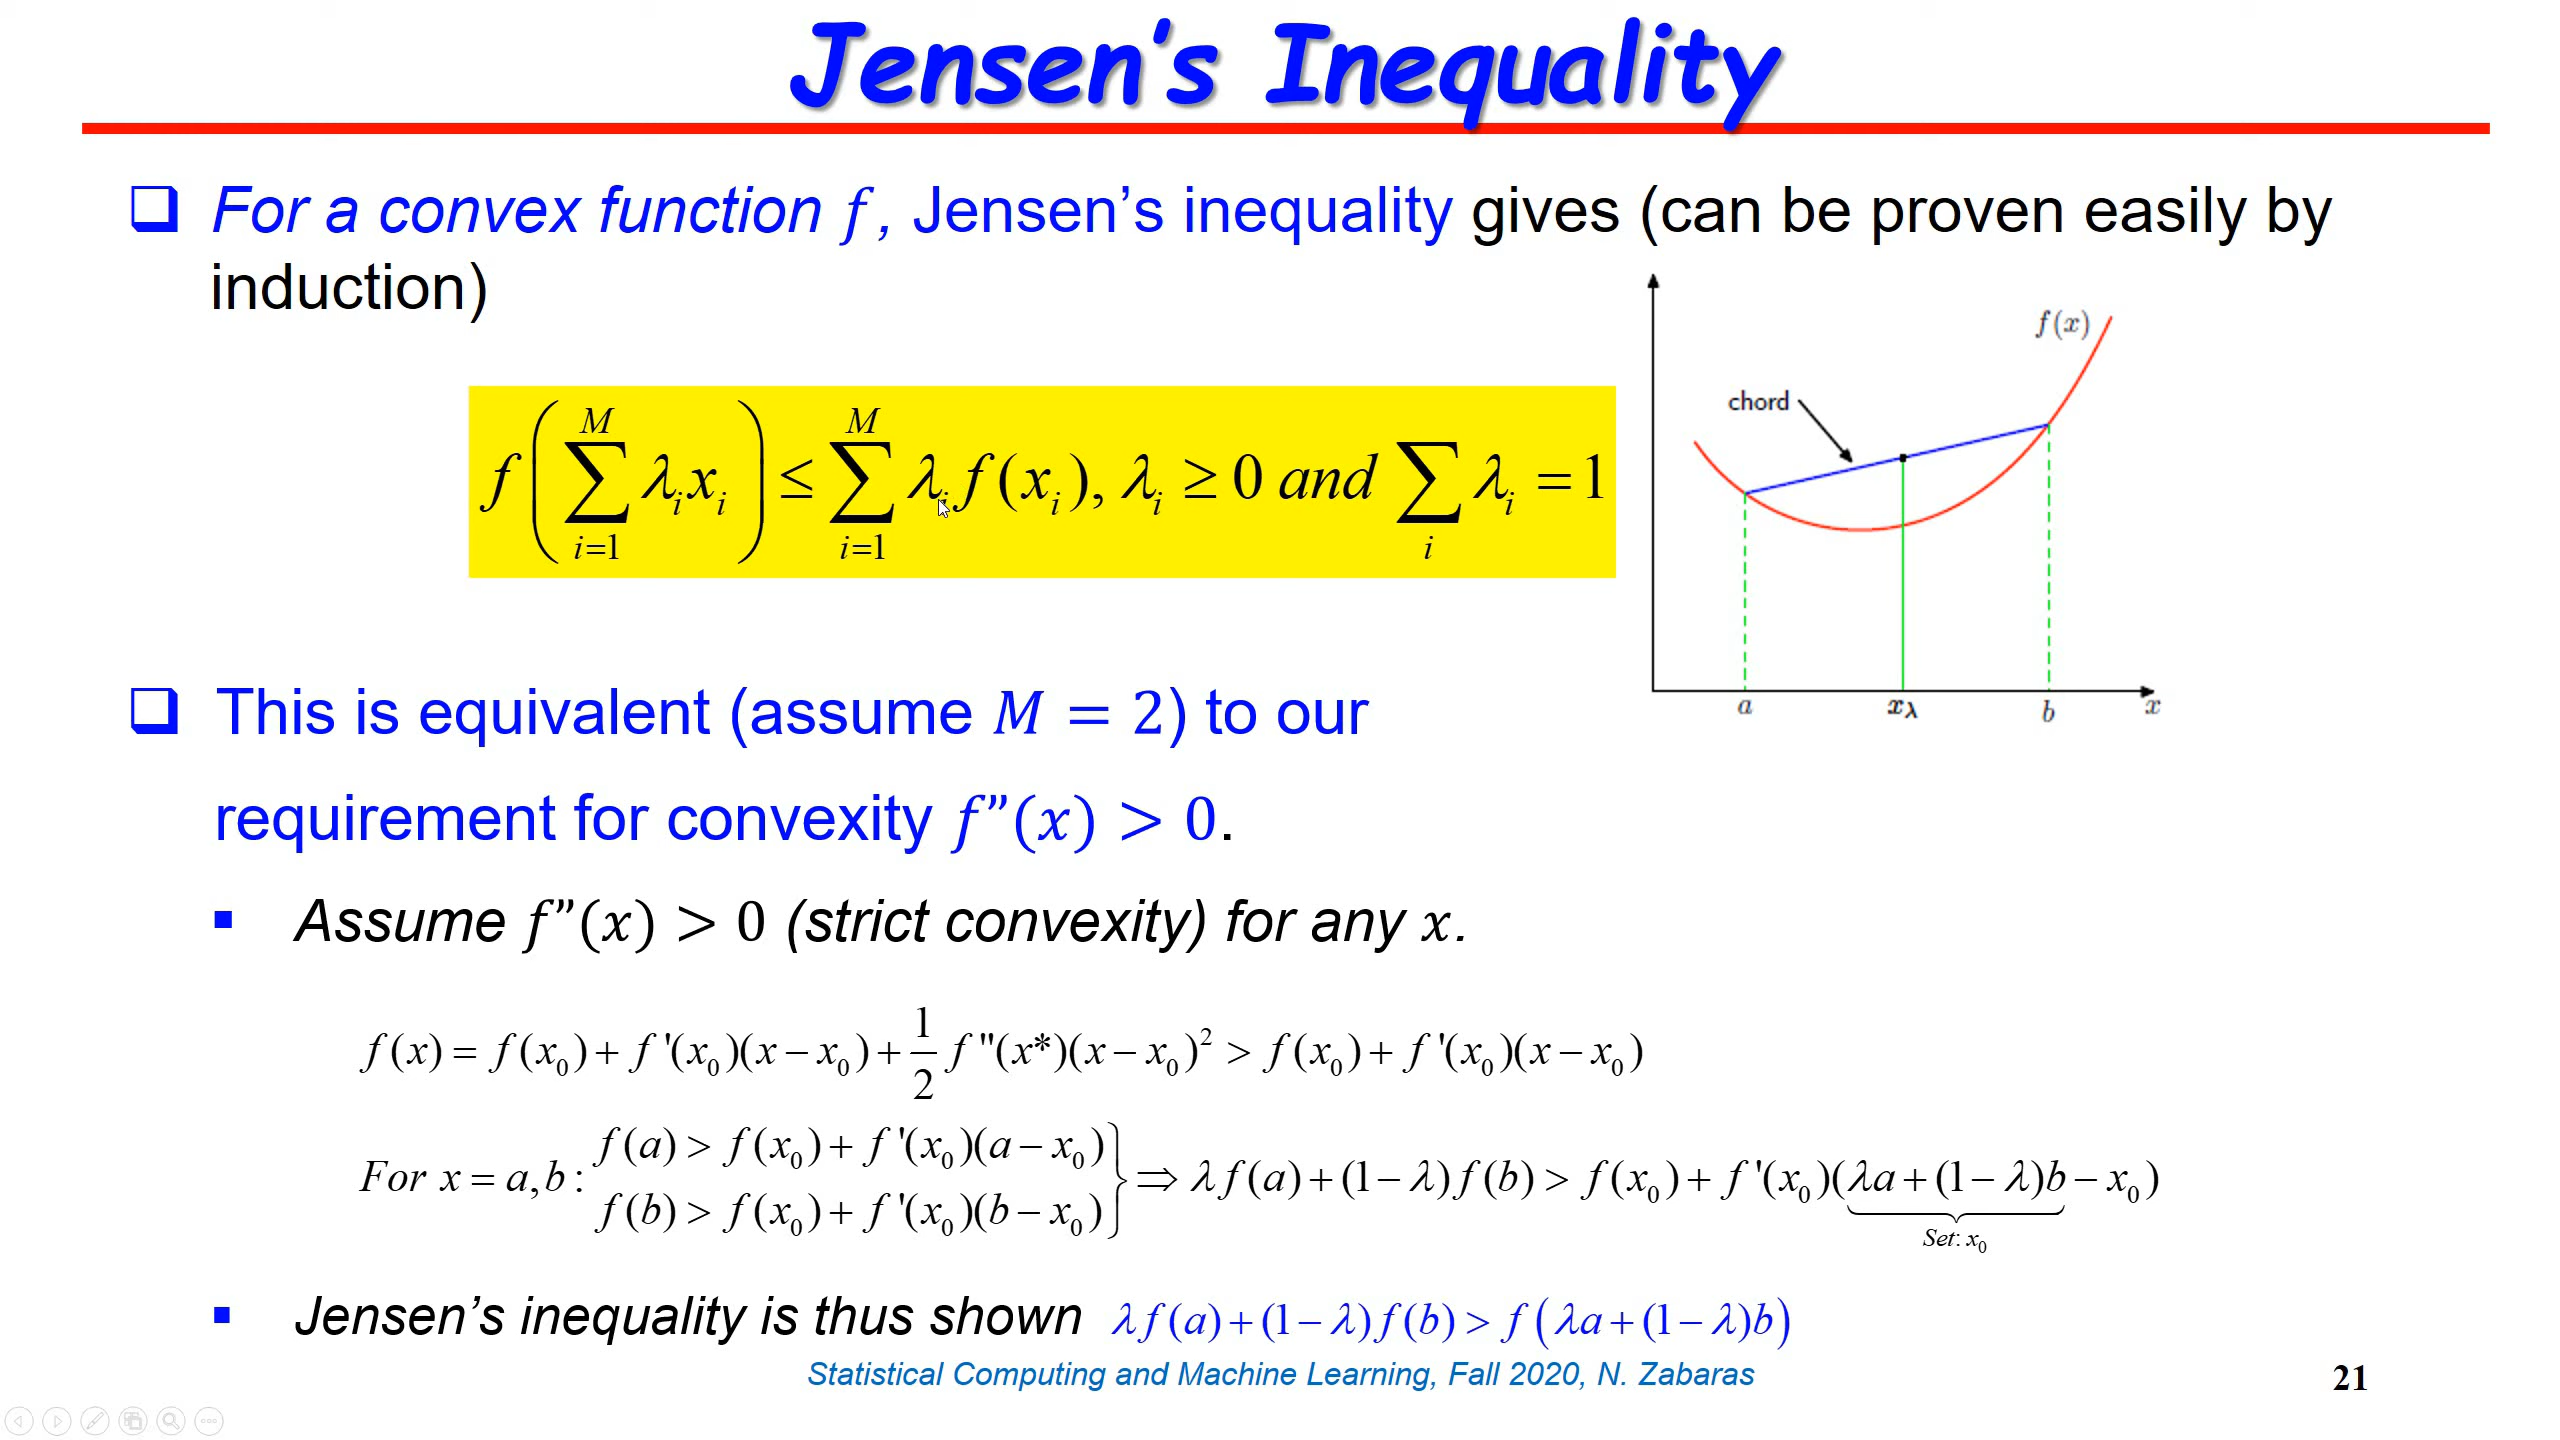 Jensen's Inequality
❑ For a convex function 𝑓, Jensen's inequality gives (can be proven easily by
induction)
f(∑_{i=1}^{M} λ_i x_i) ≤ ∑_{i=1}^{M} λ_i f(x_i), λ_i ≥ 0 and ∑_i λ_i = 1
f(x)
chord
a x_λ b x
❑ This is equivalent (assume 𝑀 = 2) to our
requirement for convexity 𝑓”(𝑥) > 0.
▪ Assume 𝑓”(𝑥) > 0 (strict convexity) for any 𝑥.
f(x) = f(x_0) + f '(x_0)(x − x_0) + 1/2 f ''(x*)(x − x_0)^2 > f(x_0) + f '(x_0)(x − x_0)
For x = a, b: f(a) > f(x_0) + f '(x_0)(a − x_0)
f(b) > f(x_0) + f '(x_0)(b − x_0)} ⇒ λf(a) + (1 − λ)f(b) > f(x_0) + f '(x_0)(λa + (1 − λ)b − x_0)
Set: x_0
▪ Jensen’s inequality is thus shown λf(a) + (1 − λ)f(b) > f(λa + (1 − λ)b)
Statistical Computing and Machine Learning, Fall 2020, N. Zabaras
21